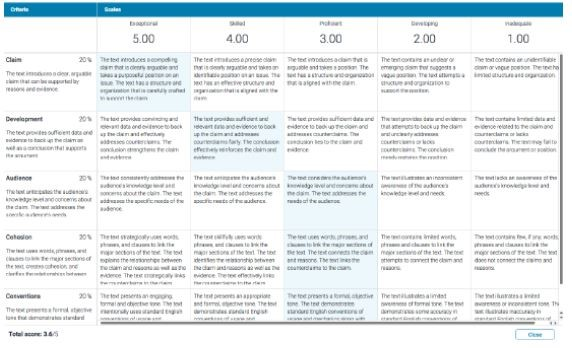 Criteria Scales
Exceptional Skilled Proficient Developing Inadequate
5.00 4.00 3.00 2.00 1.00
Claim 20 %
The text introduces a clear, arguable
claim that can be supported by
reasons and evidence.
The text introduces a compelling
claim that is clearly arguable and
takes a purposeful position on an
issue. The text has a structure and
organization that is carefully crafted
to support the claim.
The text introduces a precise claim
that is clearly arguable and takes an
identifiable position on an issue. The
text has an effective structure and
organization that is aligned with the
claim.
The text introduces a claim that is
arguable and takes a position. The
text has a structure and organization
that is aligned with the claim.
The text contains an unclear or
emerging claim that suggests a
vague position. The text attempts a
structure and organization to
support the position.
The text contains an unidentifiable
claim or vague position. The text has
limited structure and organization.
Development 20 %
The text provides sufficient data and
evidence to back up the claim as
well as a conclusion that supports
the argument.
The text provides convincing and
relevant data and evidence to back
up the claim and effectively
addresses counterclaims. The
conclusion strengthens the claim
and evidence.
The text provides sufficient and
relevant data and evidence to back
up the claim and addresses
counterclaims fairly. The conclusion
effectively reinforces the claim and
evidence.
The text provides sufficient data and
evidence to back up the claim and
addresses counterclaims. The
conclusion ties to the claim and
evidence.
The text provides data and evidence
that attempts to back up the claim
and unclearly addresses
counterclaims or lacks
counterclaims. The conclusion
merely restates the position.
The text contains limited data and
evidence related to the claim and
counterclaims or lacks
counterclaims. The text may fail to
conclude the argument or position.
Audience 20 %
The text anticipates the audience's
knowledge level and concerns about
the claim. The text addresses the
specific audience's needs.
The text consistently addresses the
audience's knowledge level and
concerns about the claim. The text
addresses the specific needs of the
audience.
The text anticipates the audience's
knowledge level and concerns about
the claim. The text addresses the
specific needs of the audience.
The text considers the audience's
knowledge level and concerns about
the claim. The text addresses the
needs of the audience.
The text illustrates an inconsistent
awareness of the audience's
knowledge level and needs.
The text lacks an awareness of the
audience's knowledge level and
needs.
Cohesion 20 %
The text uses words, phrases, and
clauses to link the major sections of
the text, creates cohesion, and
clarifies the relationships between
The text strategically uses words,
phrases, and clauses to link the
major sections of the text. The text
explains the relationships between
the claim and reasons as well as the
evidence. The text strategically links
the counterclaims to the claim
The text skillfully uses words,
phrases, and clauses to link the
major sections of the text. The text
identifies the relationship between
the claim and reasons as well as the
evidence. The text effectively links
the counterclaims to the claim
The text uses words, phrases, and
clauses to link the major sections of
the text. The text connects the claim
and reasons. The text links the
counterclaims to the claim.
The text contains limited words,
phrases, and clauses to link the
major sections of the text. The text
attempts to connect the claim and
reasons.
The text contains few, if any, words,
phrases, and clauses to link the
major sections of the text. The text
does not connect the claims and
reasons.
Conventions 20 %
The text presents a formal, objective
tone that demonstrates standard
The text presents an engaging,
formal and objective tone. The text
intentionally uses standard English
conventions of usage and
The text presents an appropriate
and formal, objective tone. The text
demonstrates standard English
conventions of usage and
The text presents a formal, objective
tone. The text demonstrates
standard English conventions of
usage and mechanics along with
The text illustrates a limited
awareness of formal tone. The text
demonstrates some accuracy in
standard English conventions of
The text illustrates a limited
awareness or inconsistent tone. The
text illustrates inaccuracy in
standard English conventions of
Total score: 3.6/5
Close